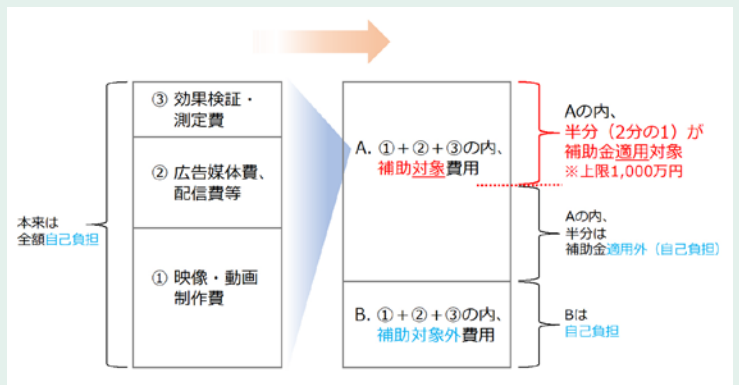 ③ 効果検証・
測定費
② 広告媒体費、
配信費等
① 映像・動画
制作費
本来は
全額自己負担
A. ①+②+③の内、
補助対象費用
B. ①+②+③の内、
補助対象外費用
Aの内、
半分（2分の1）が
補助金適用対象
※上限1,000万円
Aの内、
半分は
補助金適用外（自己負担）
Bは
自己負担